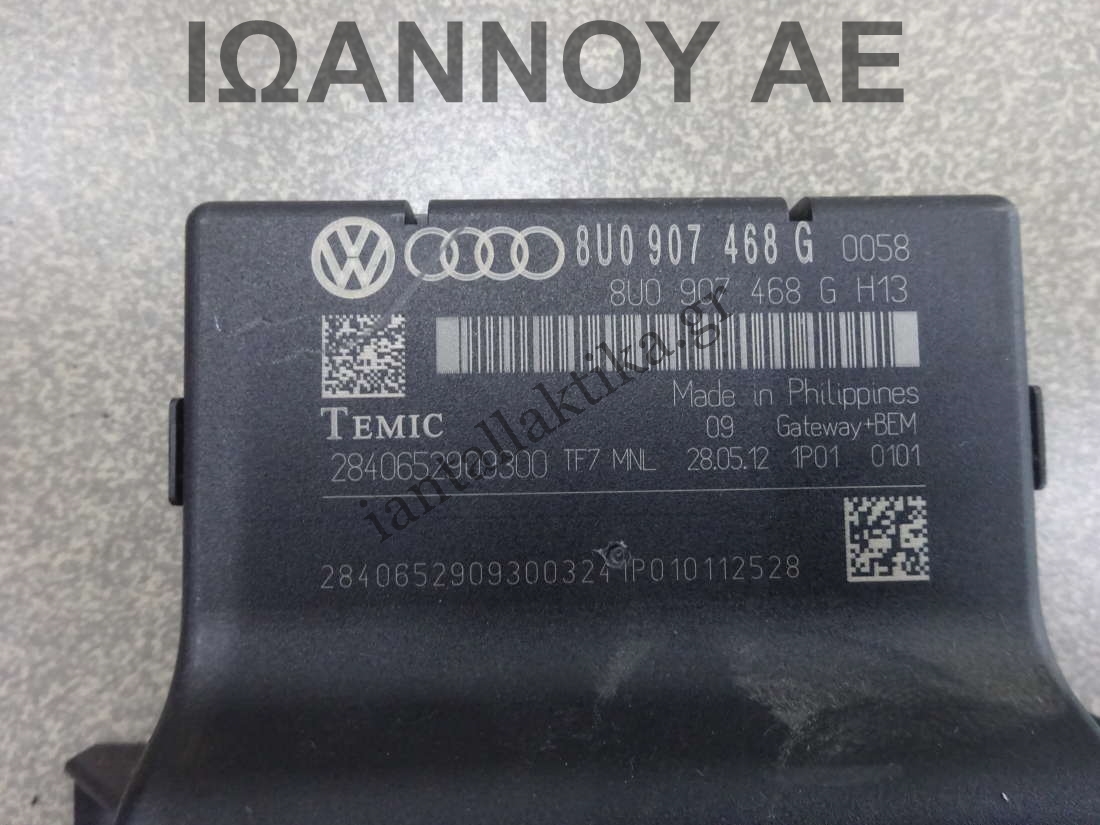 ΙΩΑΝΝΟΥ ΑΕ
8U0 907 468 G 0058
8U0 907 468 G H13
Made in Philippines
TEMIC 09 Gateway+BEM
2840652909300 TF7 MNL 28.05.12 1P01 0101
iantallaktika.gr
28406529093003241P010112528